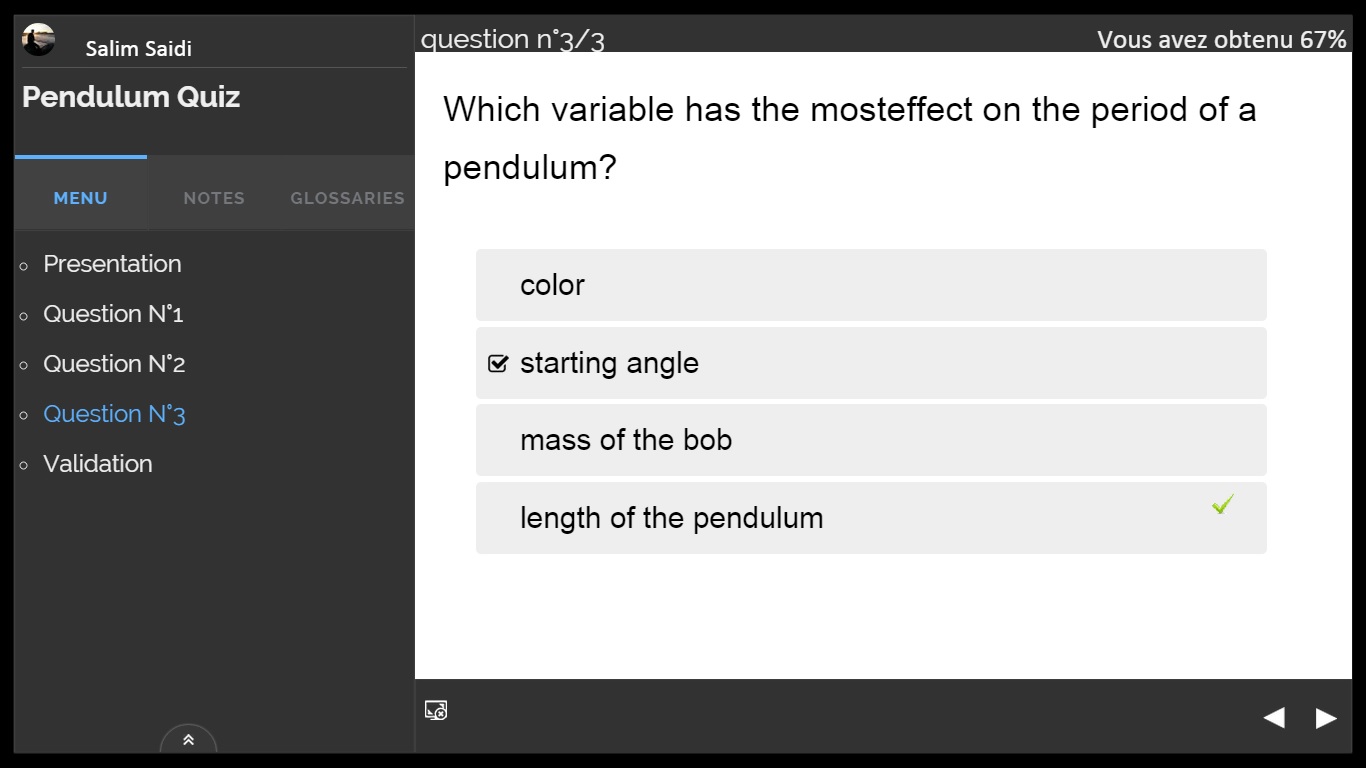 Salim Saidi
Pendulum Quiz
MENU NOTES GLOSSARIES
Presentation
Question N°1
Question N°2
Question N°3
Validation
question n°3/3
Vous avez obtenu 67%
Which variable has the mosteffect on the period of a
pendulum?
color
starting angle
mass of the bob
length of the pendulum